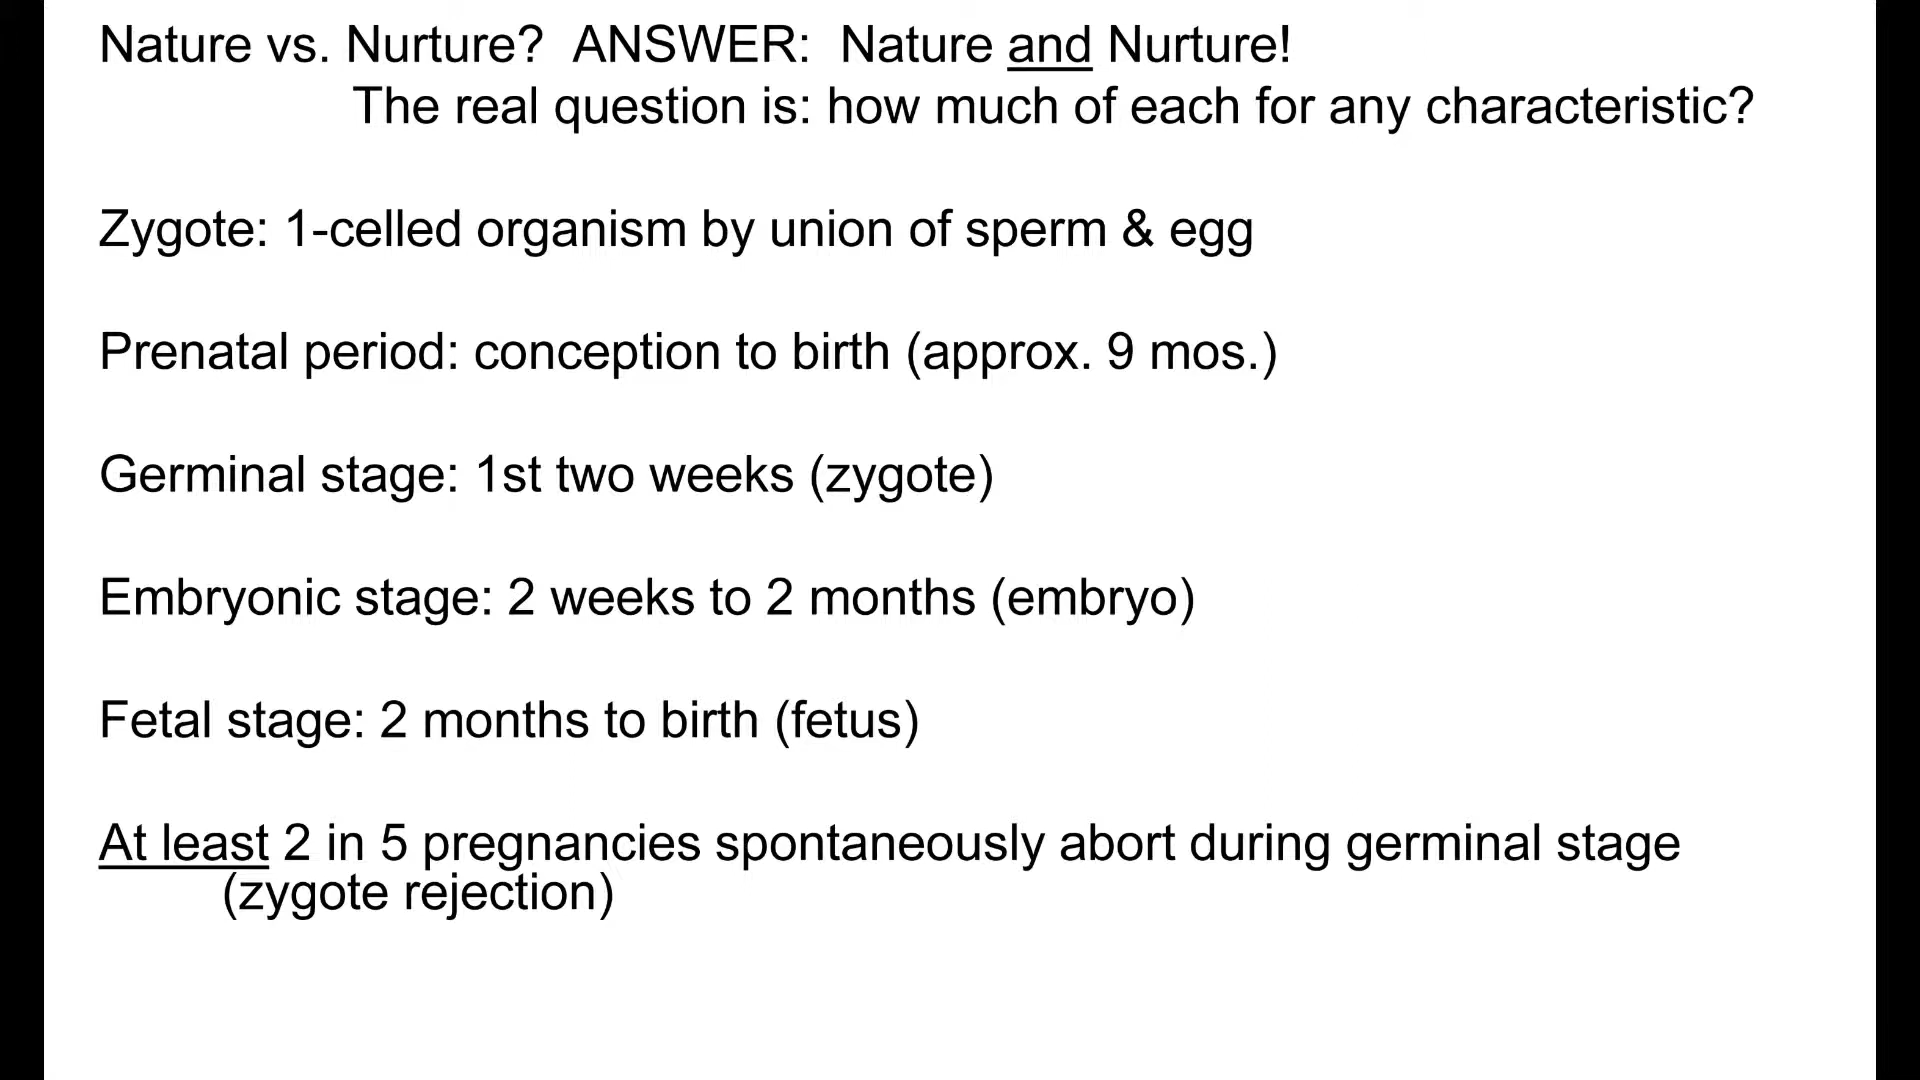 Nature vs. Nurture?  ANSWER:  Nature and Nurture!
The real question is: how much of each for any characteristic?
Zygote: 1-celled organism by union of sperm & egg
Prenatal period: conception to birth (approx. 9 mos.)
Germinal stage: 1st two weeks (zygote)
Embryonic stage: 2 weeks to 2 months (embryo)
Fetal stage: 2 months to birth (fetus)
At least 2 in 5 pregnancies spontaneously abort during germinal stage
(zygote rejection)